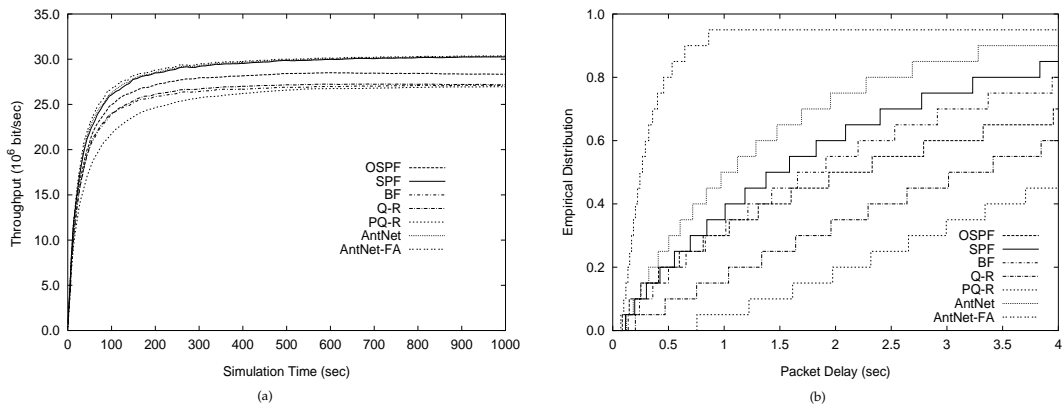 35.0
30.0
25.0
20.0
15.0
10.0
5.0
0.0
0 100 200 300 400 500 600 700 800 900 1000
Throughput (10^6 bit/sec)
Simulation Time (sec)
OSPF
SPF
BF
Q-R
PQ-R
AntNet
AntNet-FA
(a)
1.0
0.8
0.6
0.4
0.2
0.0
0 0.5 1 1.5 2 2.5 3 3.5 4
Empirical Distribution
Packet Delay (sec)
OSPF
SPF
BF
Q-R
PQ-R
AntNet
AntNet-FA
(b)